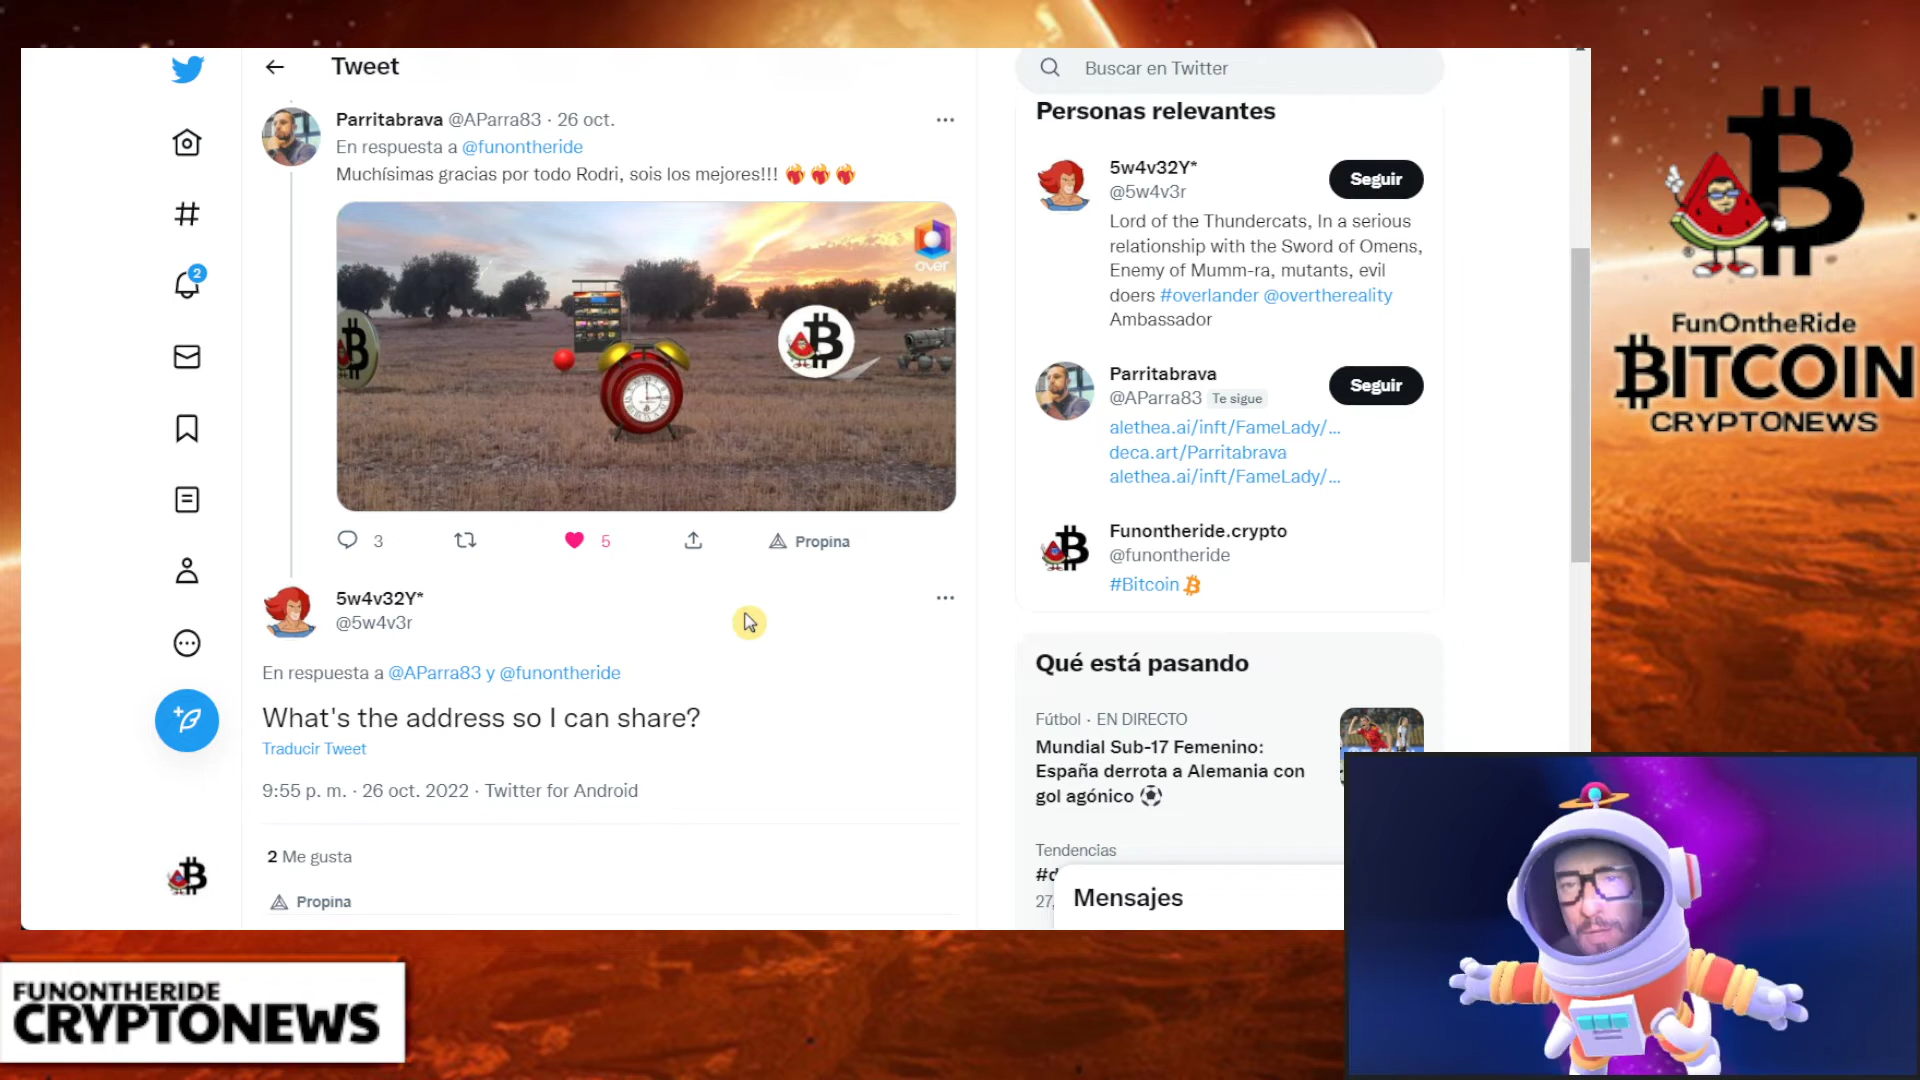 Tweet
Parritabrava @AParra83 · 26 oct.
En respuesta a @funontheride
Muchísimas gracias por todo Rodri, sois los mejores!!!
over
3
5
Propina
5w4v32Y*
@5w4v3r
En respuesta a @AParra83 y @funontheride
What's the address so I can share?
Traducir Tweet
9:55 p. m. · 26 oct. 2022 · Twitter for Android
2 Me gusta
Propina
2
Buscar en Twitter
Personas relevantes
5w4v32Y*
@5w4v3r
Seguir
Lord of the Thundercats, In a serious
relationship with the Sword of Omens,
Enemy of Mumm-ra, mutants, evil
doers #overlander @overthereality
Ambassador
Parritabrava
@AParra83 Te sigue
Seguir
alethea.ai/inft/FameLady/...
deca.art/Parritabrava
alethea.ai/inft/FameLady/...
Funontheride.crypto
@funontheride
#Bitcoin
Qué está pasando
Fútbol · EN DIRECTO
Mundial Sub-17 Femenino:
España derrota a Alemania con
gol agónico
Tendencias
27,
Mensajes
FunOntheRide
BITCOIN
CRYPTONEWS
FUNONTHERIDE
CRYPTONEWS